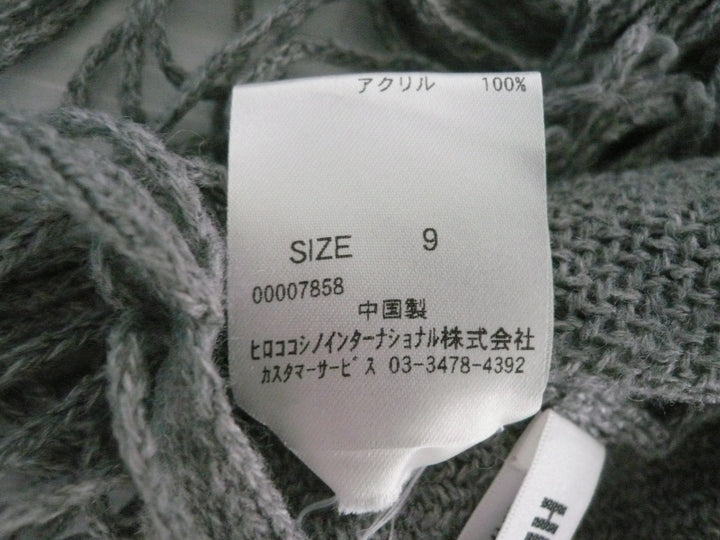 アクリル 100%
SIZE 9
00007858
中国製
ヒロココシノインターナショナル株式会社
カスタマーサービス 03-3478-4392